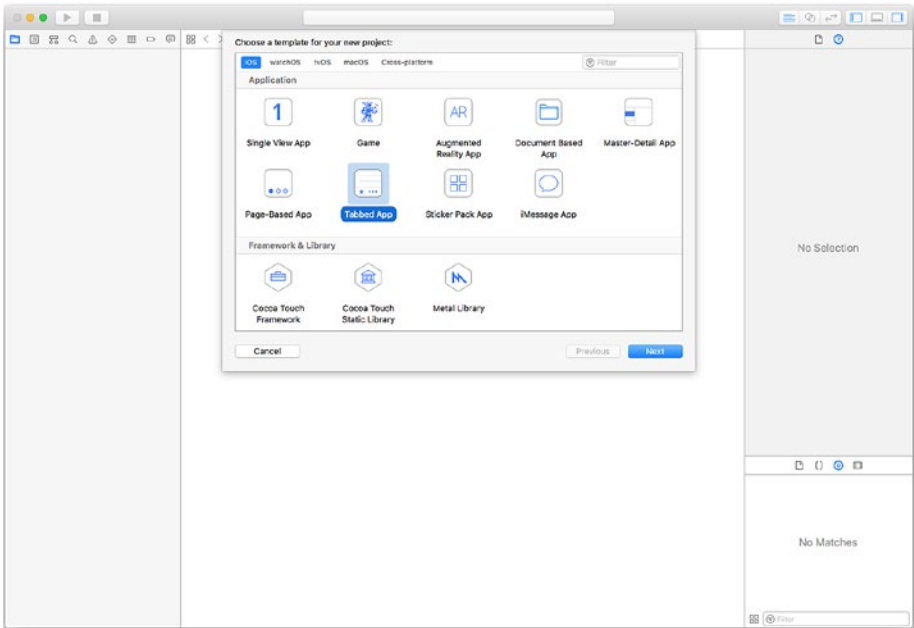 Choose a template for your new project:
iOS watchOS tvOS macOS Cross-platform
Filter
Application
1
Single View App
Game
AR
Augmented
Reality App
Document Based
App
Master-Detail App
Page-Based App
Tabbed App
Sticker Pack App
iMessage App
Framework & Library
Cocoa Touch
Framework
Cocoa Touch
Static Library
Metal Library
Cancel
Previous
Next
No Selection
No Matches
Filter